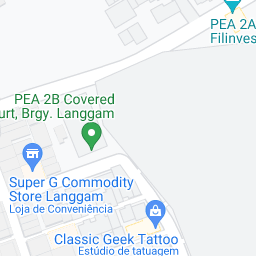 PEA 2A
Filinves
PEA 2B Covered
urt, Brgy. Langgam
Super G Commodity
Store Langgam
Loja de Conveniência
Classic Geek Tattoo
Estúdio de tatuagem